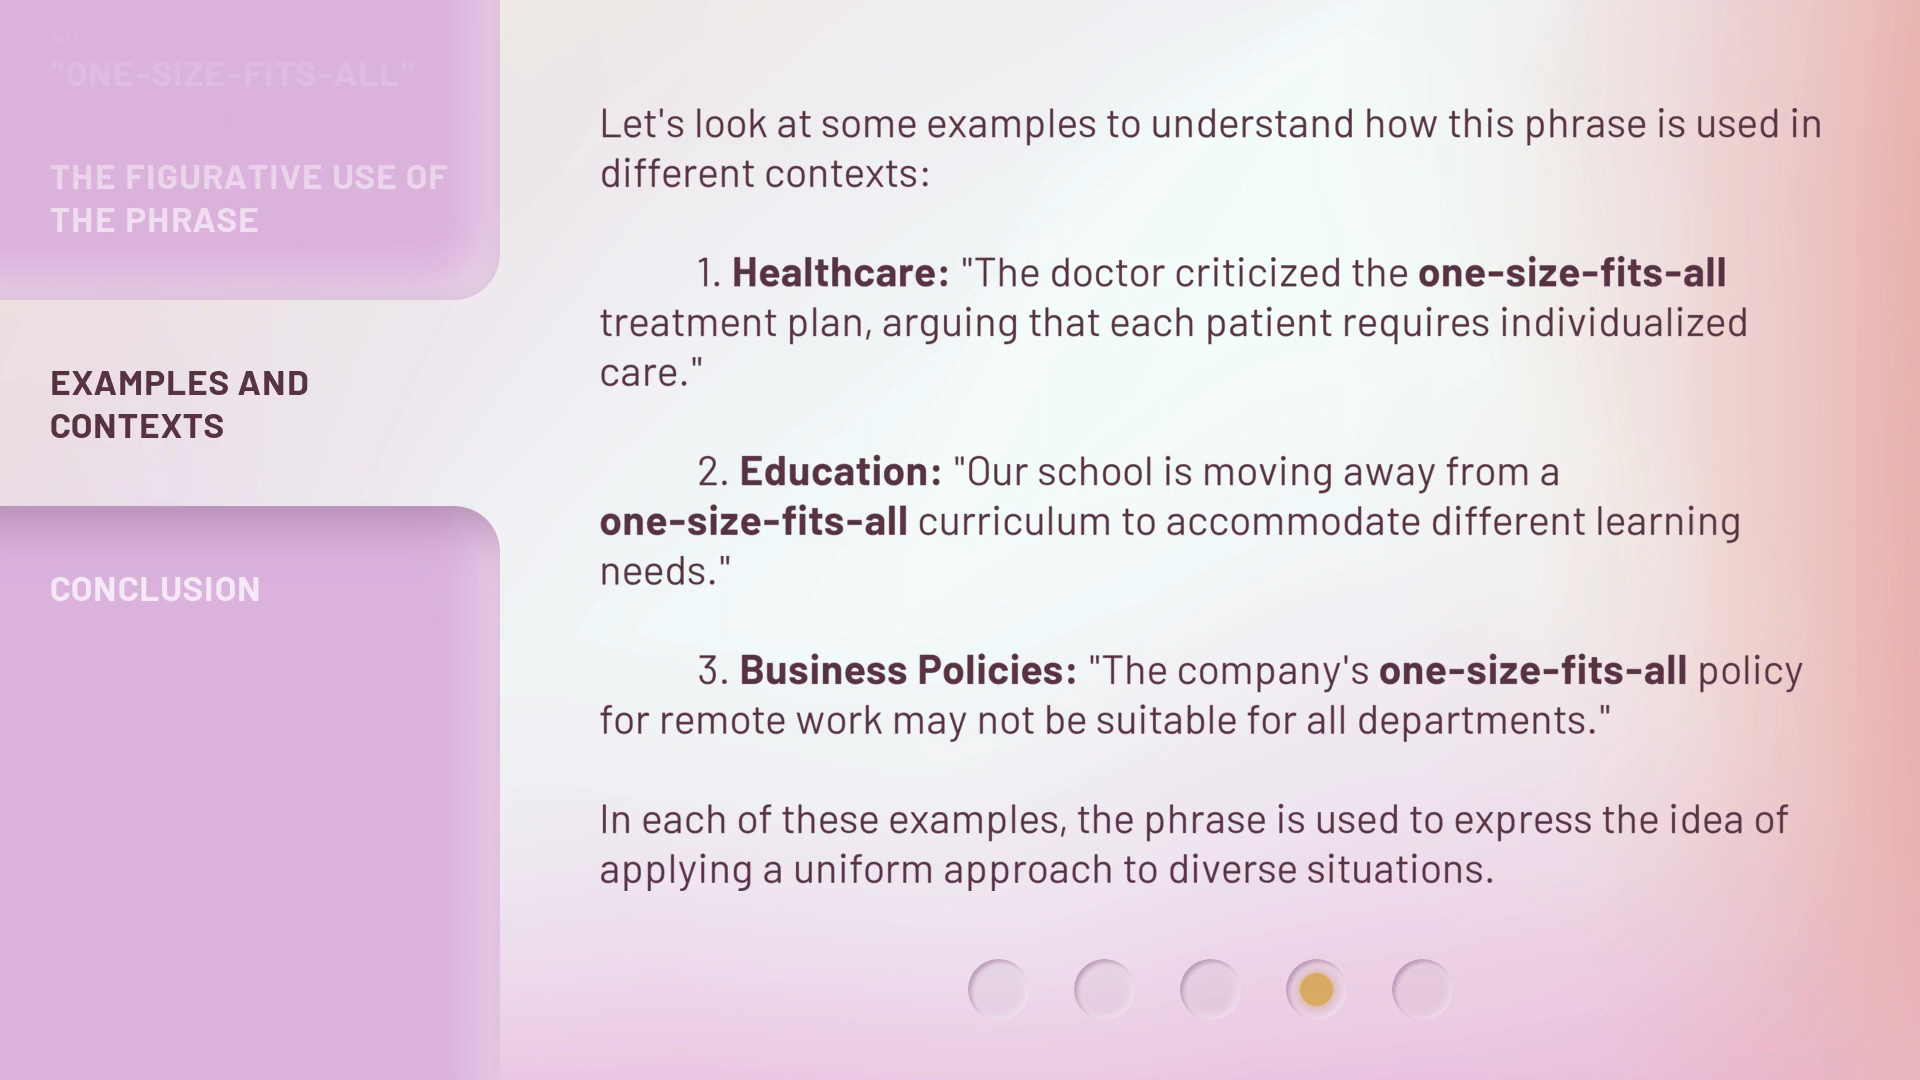 "ONE-SIZE-FITS-ALL"
THE FIGURATIVE USE OF
THE PHRASE
EXAMPLES AND
CONTEXTS
CONCLUSION
Let's look at some examples to understand how this phrase is used in
different contexts:
1. Healthcare: "The doctor criticized the one-size-fits-all
treatment plan, arguing that each patient requires individualized
care."
2. Education: "Our school is moving away from a
one-size-fits-all curriculum to accommodate different learning
needs."
3. Business Policies: "The company's one-size-fits-all policy
for remote work may not be suitable for all departments."
In each of these examples, the phrase is used to express the idea of
applying a uniform approach to diverse situations.